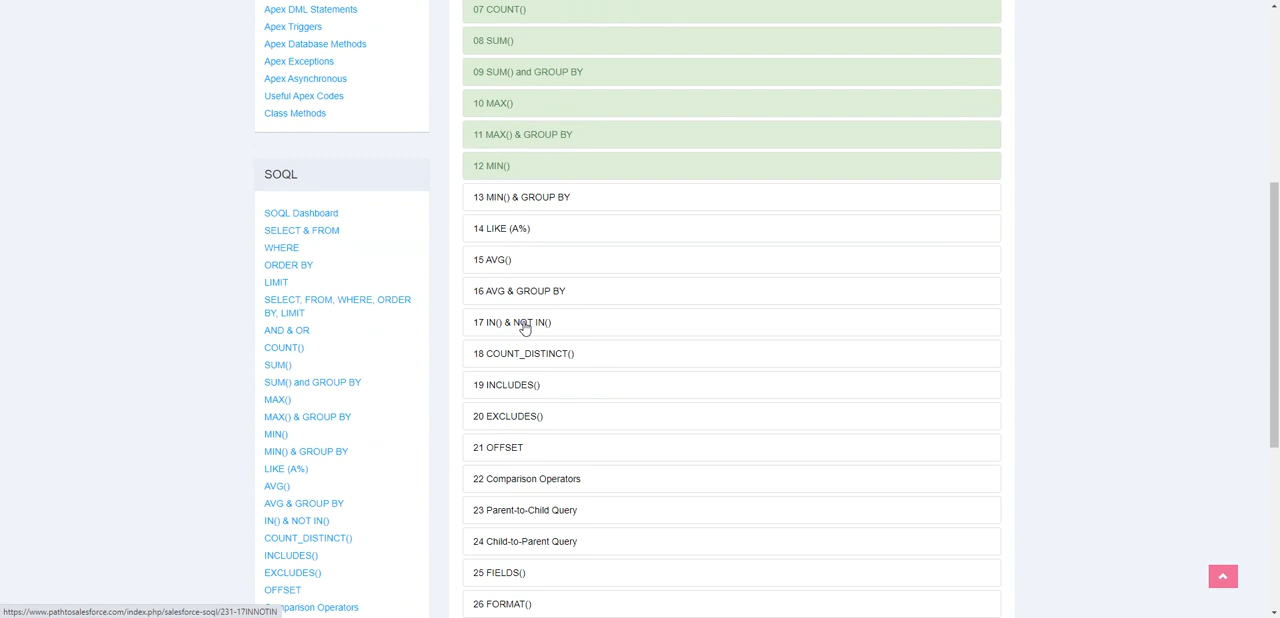 Apex DML Statements
Apex Triggers
Apex Database Methods
Apex Exceptions
Apex Asynchronous
Useful Apex Codes
Class Methods
SOQL
SOQL Dashboard
SELECT & FROM
WHERE
ORDER BY
LIMIT
SELECT, FROM, WHERE, ORDER
BY, LIMIT
AND & OR
COUNT()
SUM()
SUM() and GROUP BY
MAX()
MAX() & GROUP BY
MIN()
MIN() & GROUP BY
LIKE (A%)
AVG()
AVG & GROUP BY
IN() & NOT IN()
COUNT_DISTINCT()
INCLUDES()
EXCLUDES()
OFFSET
mparison Operators
07 COUNT()
08 SUM()
09 SUM() and GROUP BY
10 MAX()
11 MAX() & GROUP BY
12 MIN()
13 MIN() & GROUP BY
14 LIKE (A%)
15 AVG()
16 AVG & GROUP BY
17 IN() & NOT IN()
18 COUNT_DISTINCT()
19 INCLUDES()
20 EXCLUDES()
21 OFFSET
22 Comparison Operators
23 Parent-to-Child Query
24 Child-to-Parent Query
25 FIELDS()
26 FORMAT()
https://www.pathtosalesforce.com/index.php/salesforce-soql/231-17INNOTIN